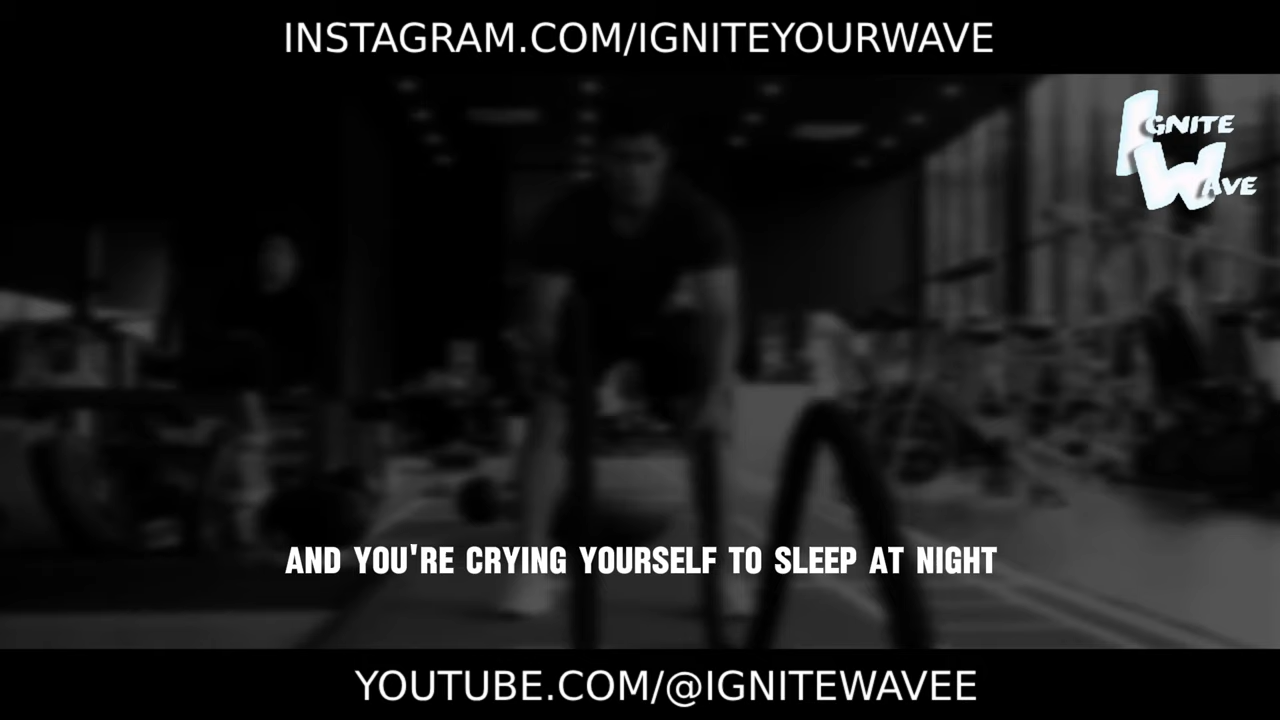 INSTAGRAM.COM/IGNITEYOURWAVE
IGNITE
WAVE
AND YOU'RE CRYING YOURSELF TO SLEEP AT NIGHT
YOUTUBE.COM/@IGNITEWAVEE